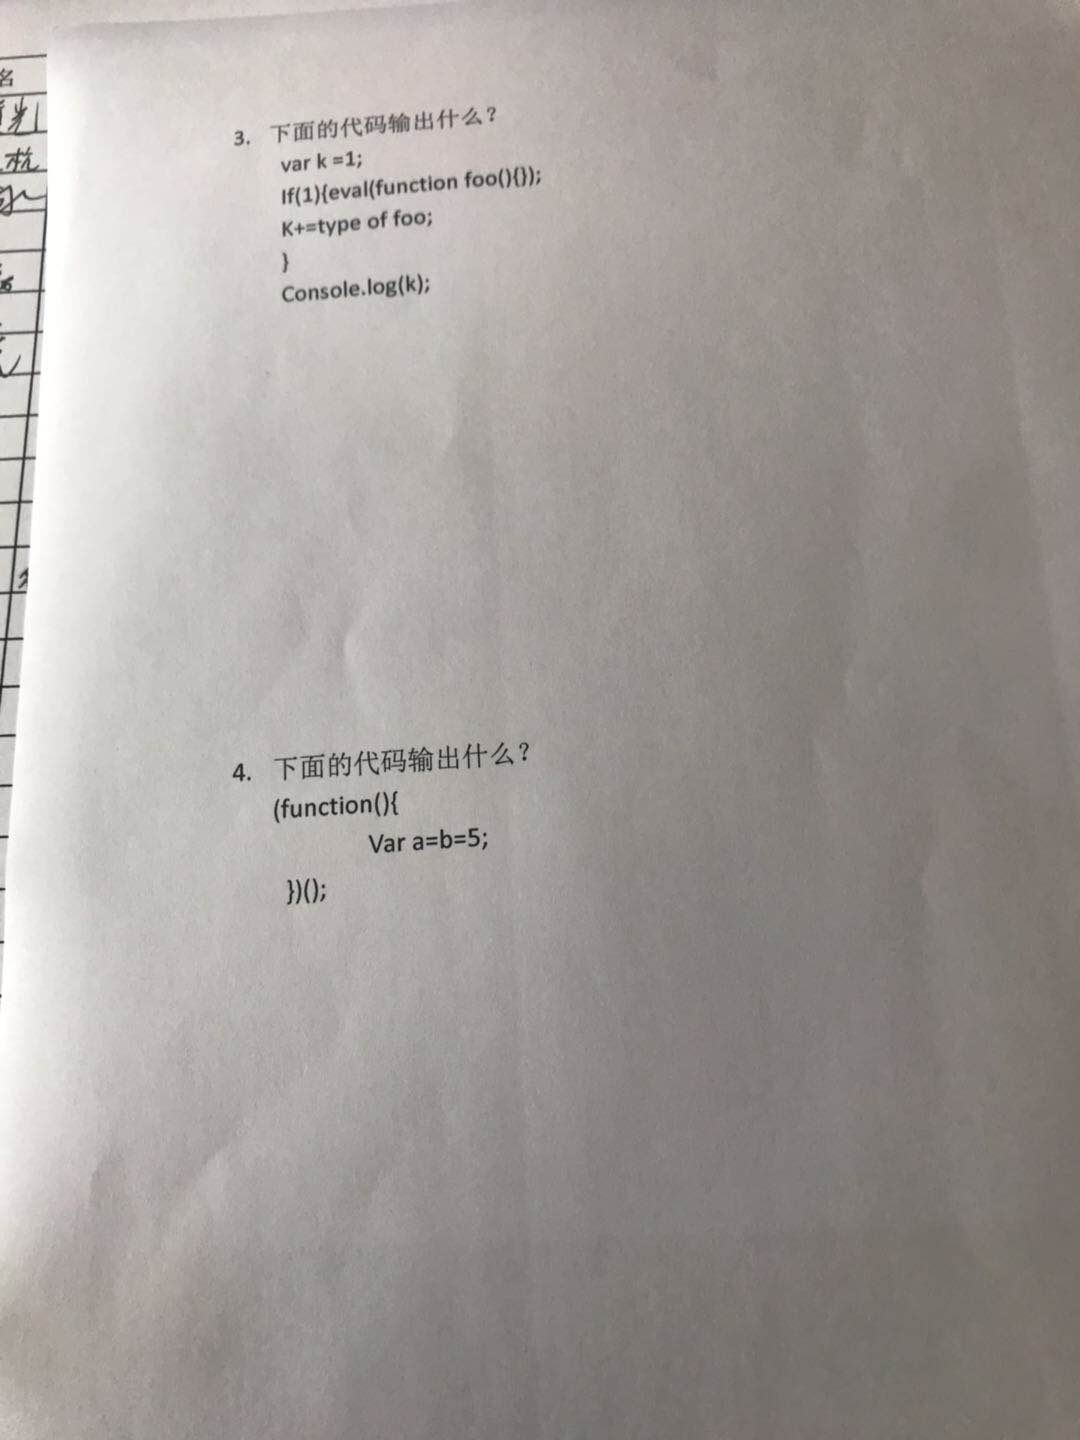 名
3. 下面的代码输出什么？
var k =1;
If(1){eval(function foo(){});
K+=type of foo;
}
Console.log(k);
4. 下面的代码输出什么？
(function(){
Var a=b=5;
})();